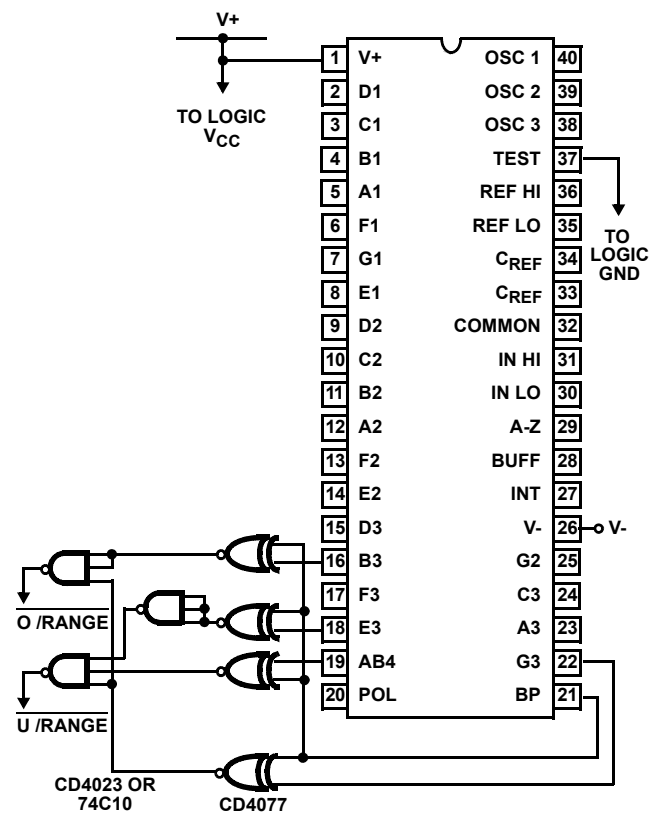 V+
TO LOGIC
VCC
1 V+
2 D1
3 C1
4 B1
5 A1
6 F1
7 G1
8 E1
9 D2
10 C2
11 B2
12 A2
13 F2
14 E2
15 D3
16 B3
17 F3
18 E3
19 AB4
20 POL
OSC 1 40
OSC 2 39
OSC 3 38
TEST 37
REF HI 36
REF LO 35
CREF 34
CREF 33
COMMON 32
IN HI 31
IN LO 30
A-Z 29
BUFF 28
INT 27
V- 26 V-
G2 25
C3 24
A3 23
G3 22
BP 21
TO
LOGIC
GND
O /RANGE
U /RANGE
CD4023 OR
74C10
CD4077